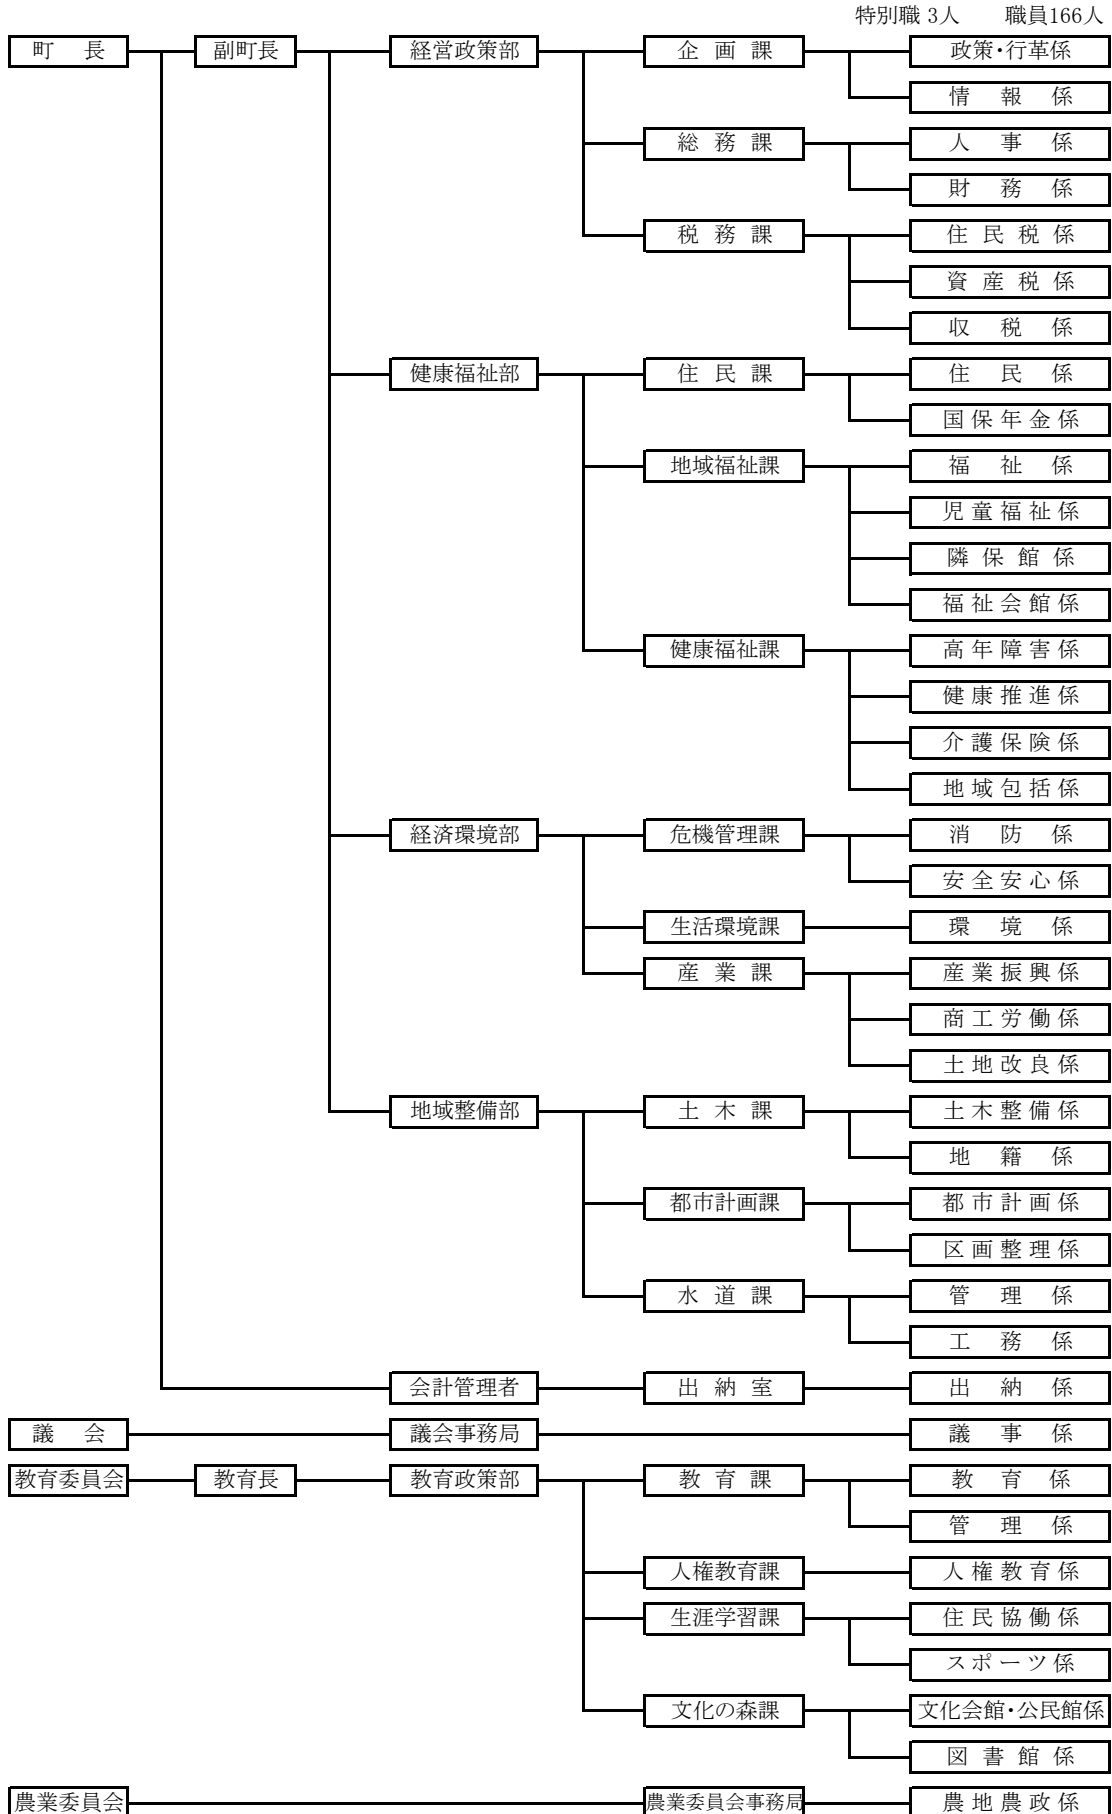 特別職 3人 職員166人
町長 副町長 経営政策部 企画課 政策・行革係
情報係
総務課 人事係
財務係
税務課 住民税係
資産税係
収税係
健康福祉部 住民課 住民係
国保年金係
地域福祉課 福祉係
児童福祉係
隣保館係
福祉会館係
健康福祉課 高年障害係
健康推進係
介護保険係
地域包括係
経済環境部 危機管理課 消防係
安全安心係
生活環境課 環境係
産業課 産業振興係
商工労働係
土地改良係
地域整備部 土木課 土木整備係
地籍係
都市計画課 都市計画係
区画整理係
水道課 管理係
工務係
会計管理者 出納室 出納係
議会 議会事務局 議事係
教育委員会 教育長 教育政策部 教育課 教育係
管理係
人権教育課 人権教育係
生涯学習課 住民協働係
スポーツ係
文化の森課 文化会館・公民館係
図書館係
農業委員会 農業委員会事務局 農地農政係